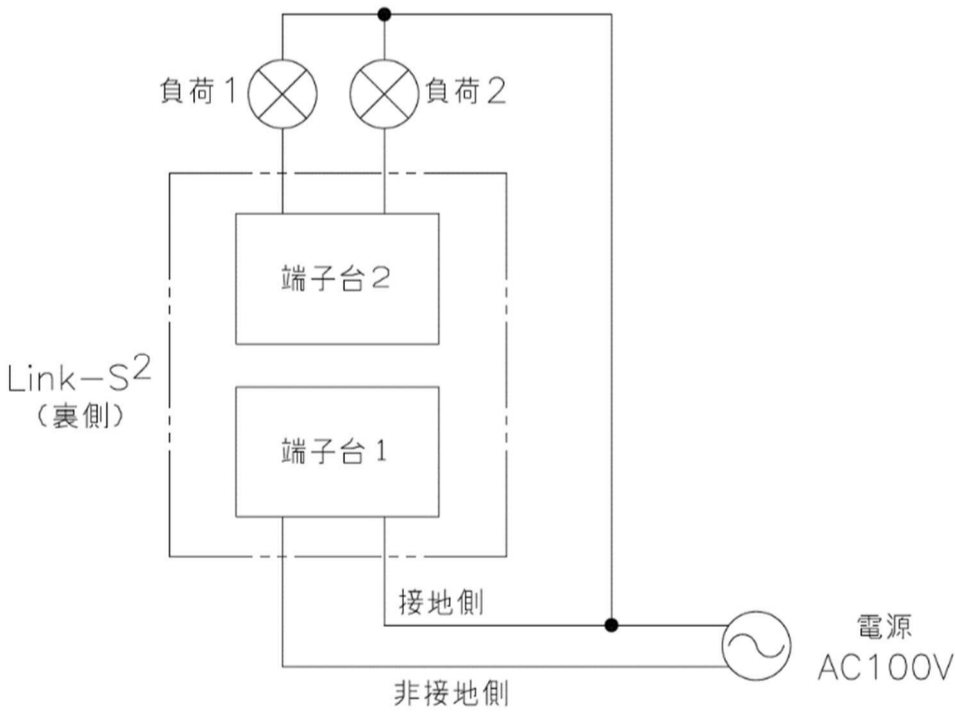 負荷1
負荷2
端子台2
Link-S²
（裏側）
端子台1
接地側
電源
AC100V
非接地側